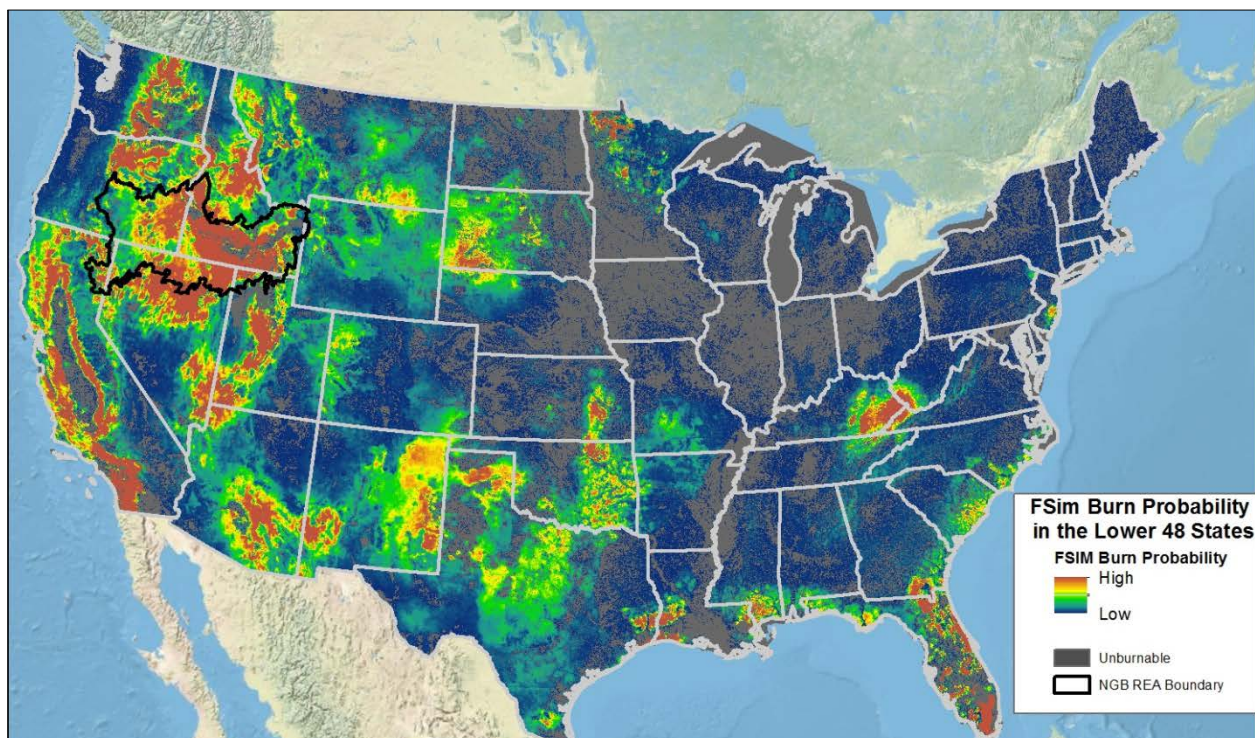 FSim Burn Probability
in the Lower 48 States
FSIM Burn Probability
High
Low
Unburnable
NGB REA Boundary